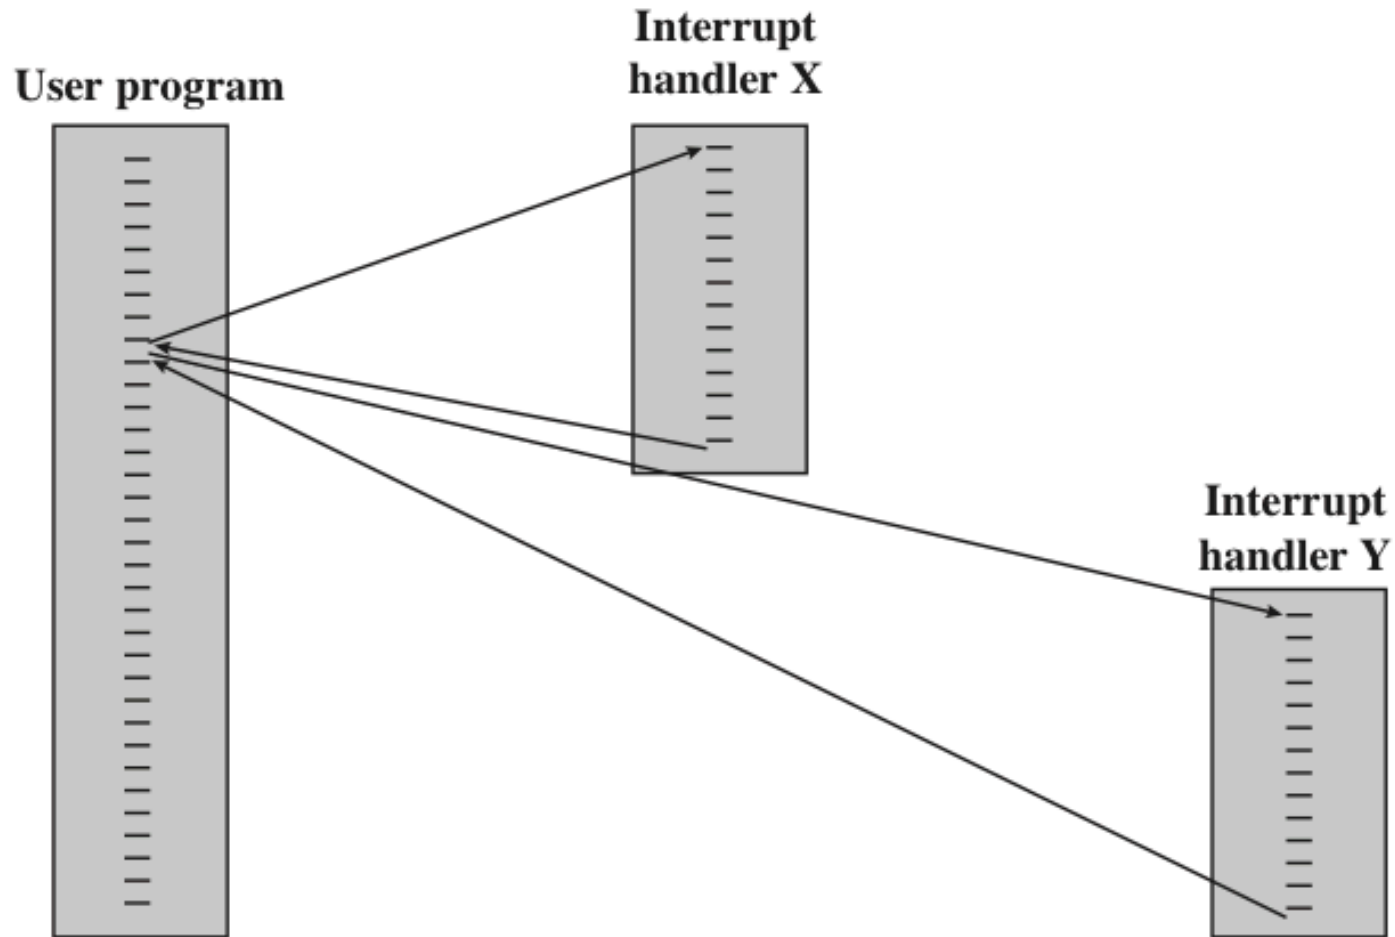 User program
Interrupt
handler X
Interrupt
handler Y